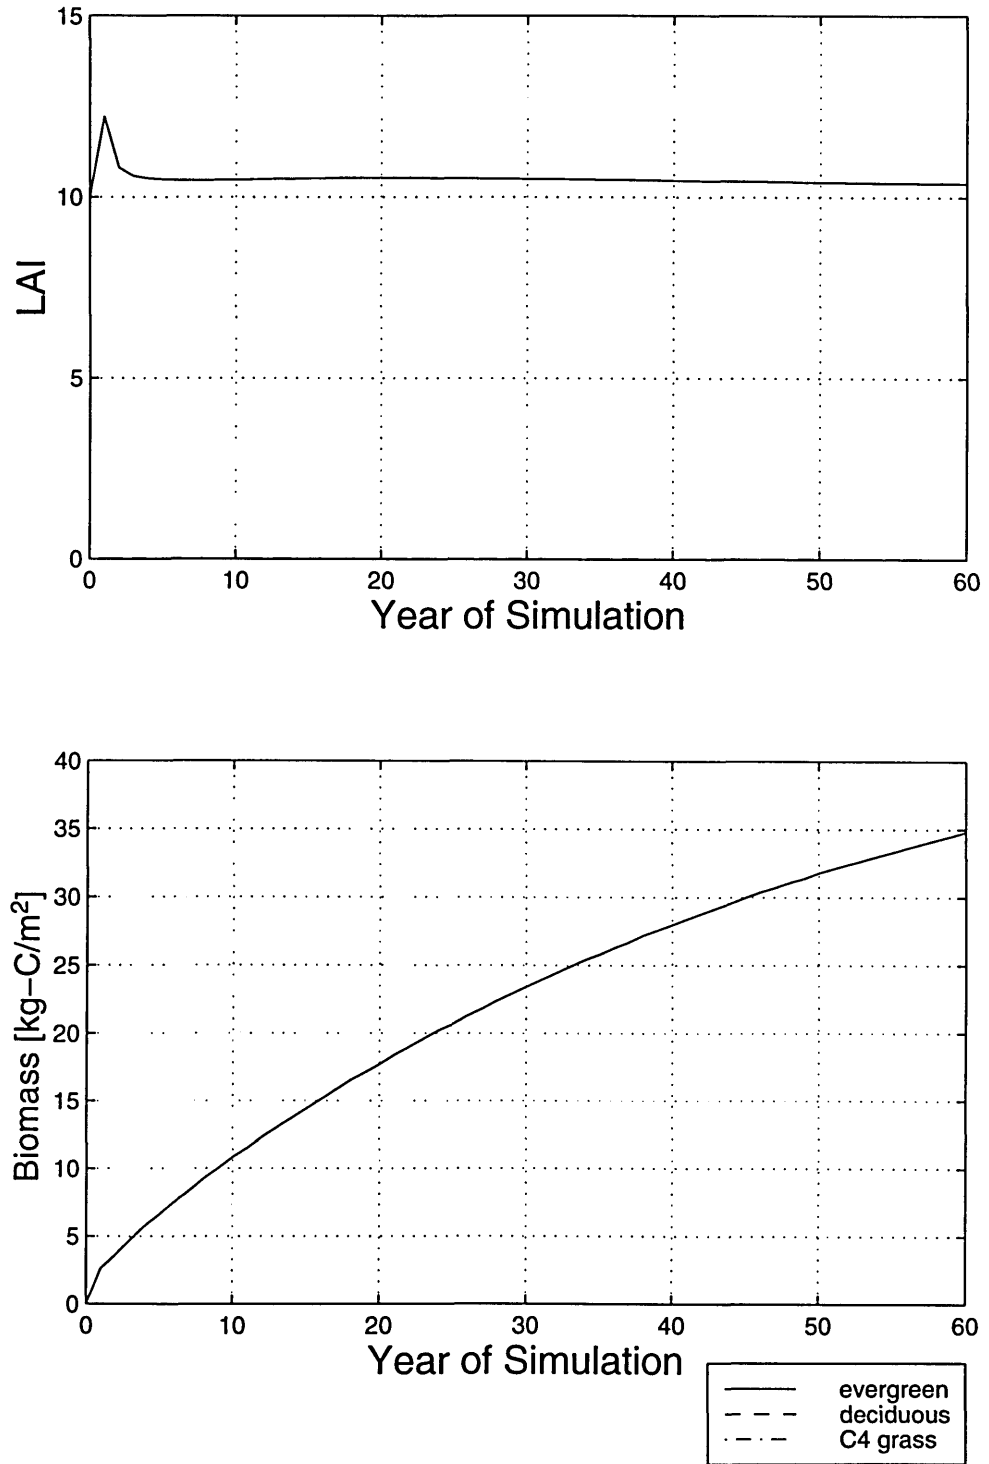 15
10
5
0
LAI
0 10 20 30 40 50 60
Year of Simulation
40
35
30
25
20
15
10
5
0
Biomass [kg−C/m²]
0 10 20 30 40 50 60
Year of Simulation
evergreen
deciduous
C4 grass